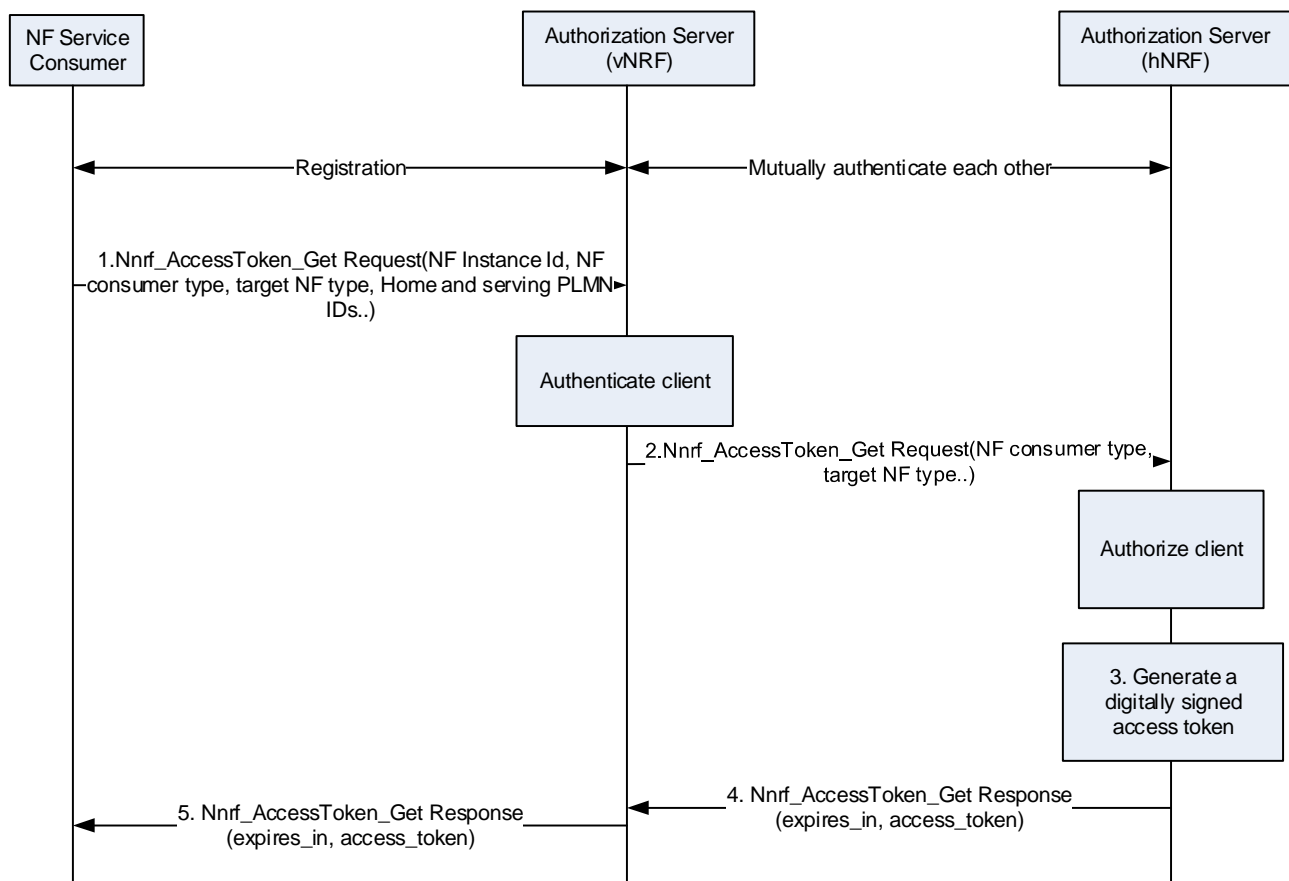 NF Service
Consumer
Authorization Server
(vNRF)
Authorization Server
(hNRF)
Registration
Mutually authenticate each other
1.Nnrf_AccessToken_Get Request(NF Instance Id, NF
consumer type, target NF type, Home and serving PLMN
IDs..)
Authenticate client
2.Nnrf_AccessToken_Get Request(NF consumer type,
target NF type..)
Authorize client
3. Generate a
digitally signed
access token
4. Nnrf_AccessToken_Get Response
(expires_in, access_token)
5. Nnrf_AccessToken_Get Response
(expires_in, access_token)